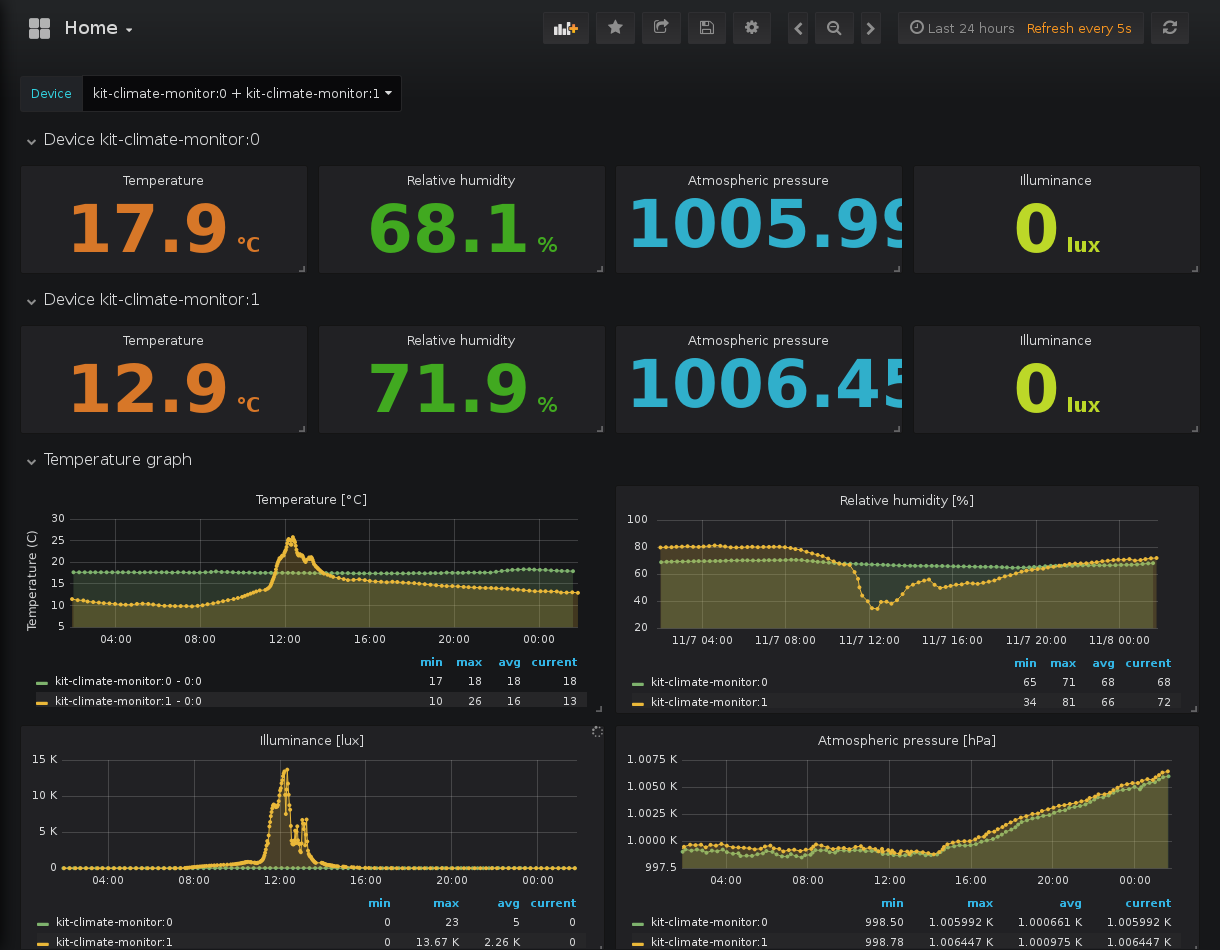 Home
Last 24 hours Refresh every 5s
Device kit-climate-monitor:0 + kit-climate-monitor:1
Device kit-climate-monitor:0
Temperature Relative humidity Atmospheric pressure Illuminance
17.9 °C 68.1 % 1005.99 0 lux
Device kit-climate-monitor:1
Temperature Relative humidity Atmospheric pressure Illuminance
12.9 °C 71.9 % 1006.45 0 lux
Temperature graph
Temperature [°C]
Temperature (C)
30
25
20
15
10
5
04:00 08:00 12:00 16:00 20:00 00:00
min max avg current
kit-climate-monitor:0 - 0:0 17 18 18 18
kit-climate-monitor:1 - 0:0 10 26 16 13
Relative humidity [%]
100
80
60
40
20
11/7 04:00 11/7 08:00 11/7 12:00 11/7 16:00 11/7 20:00 11/8 00:00
min max avg current
kit-climate-monitor:0 65 71 68 68
kit-climate-monitor:1 34 81 66 72
Illuminance [lux]
15 K
10 K
5 K
0
04:00 08:00 12:00 16:00 20:00 00:00
min max avg current
kit-climate-monitor:0 0 23 5 0
kit-climate-monitor:1 0 13.67 K 2.26 K 0
Atmospheric pressure [hPa]
1.0075 K
1.0050 K
1.0025 K
1.0000 K
997.5
04:00 08:00 12:00 16:00 20:00 00:00
min max avg current
kit-climate-monitor:0 998.50 1.005992 K 1.000661 K 1.005992 K
kit-climate-monitor:1 998.78 1.006447 K 1.000975 K 1.006447 K